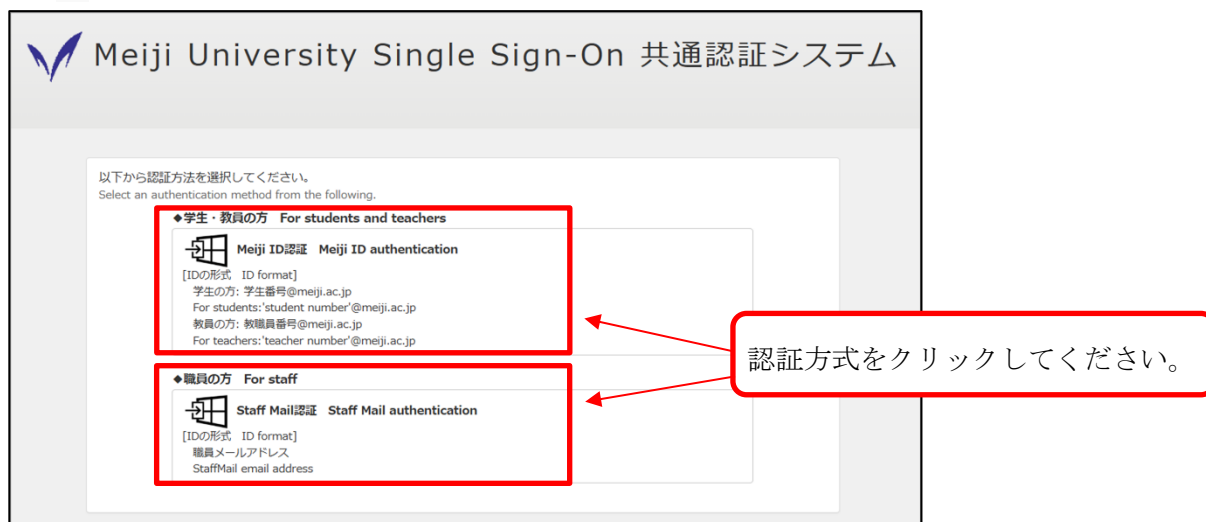 Meiji University Single Sign-On 共通認証システム
以下から認証方法を選択してください。
Select an authentication method from the following.
◆学生・教員の方 For students and teachers
Meiji ID認証 Meiji ID authentication
[IDの形式 ID format]
学生の方: 学生番号@meiji.ac.jp
For students:'student number'@meiji.ac.jp
教員の方: 教職員番号@meiji.ac.jp
For teachers:'teacher number'@meiji.ac.jp
◆職員の方 For staff
Staff Mail認証 Staff Mail authentication
[IDの形式 ID format]
職員メールアドレス
StaffMail email address
認証方式をクリックしてください。